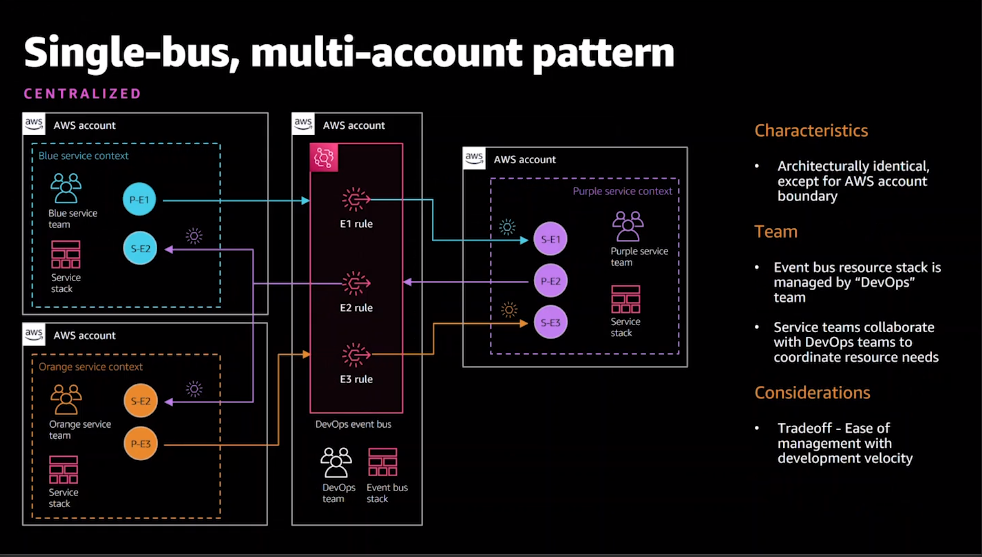 Single-bus, multi-account pattern
CENTRALIZED
aws
AWS account
Blue service context
Blue service
team
Service
stack
P-E1
S-E2
aws
AWS account
Orange service context
Orange service
team
Service
stack
S-E2
P-E3
aws
AWS account
E1 rule
E2 rule
E3 rule
DevOps event bus
DevOps
team
Event bus
stack
aws
AWS account
Purple service context
S-E1
P-E2
S-E3
Purple service
team
Service
stack
Characteristics
• Architecturally identical,
except for AWS account
boundary
Team
• Event bus resource stack is
managed by “DevOps”
team
• Service teams collaborate
with DevOps teams to
coordinate resource needs
Considerations
• Tradeoff - Ease of
management with
development velocity